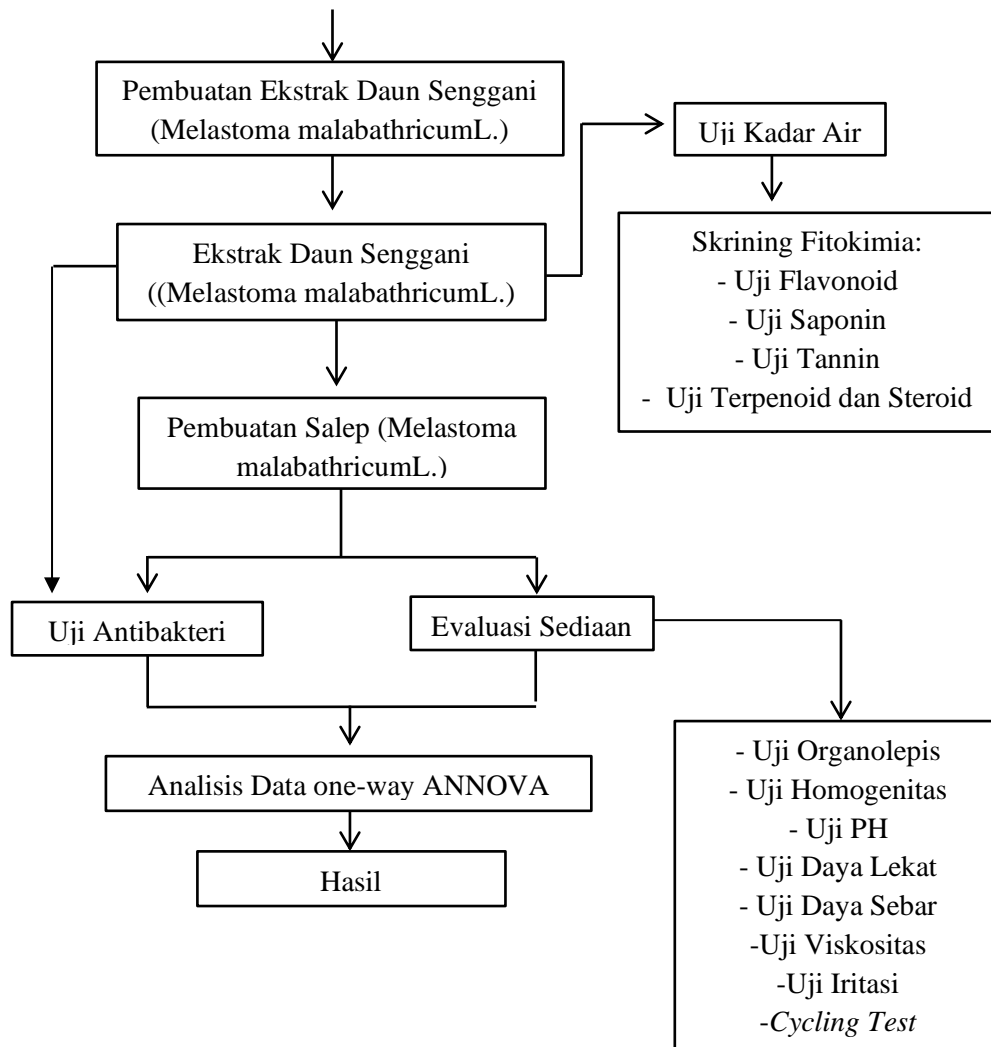 Pembuatan Ekstrak Daun Senggani
(Melastoma malabathricumL.)
Uji Kadar Air
Ekstrak Daun Senggani
((Melastoma malabathricumL.)
Skrining Fitokimia:
- Uji Flavonoid
- Uji Saponin
- Uji Tannin
- Uji Terpenoid dan Steroid
Pembuatan Salep (Melastoma
malabathricumL.)
Uji Antibakteri
Evaluasi Sediaan
Analisis Data one-way ANNOVA
Hasil
- Uji Organolepis
- Uji Homogenitas
- Uji PH
- Uji Daya Lekat
- Uji Daya Sebar
-Uji Viskositas
-Uji Iritasi
-Cycling Test